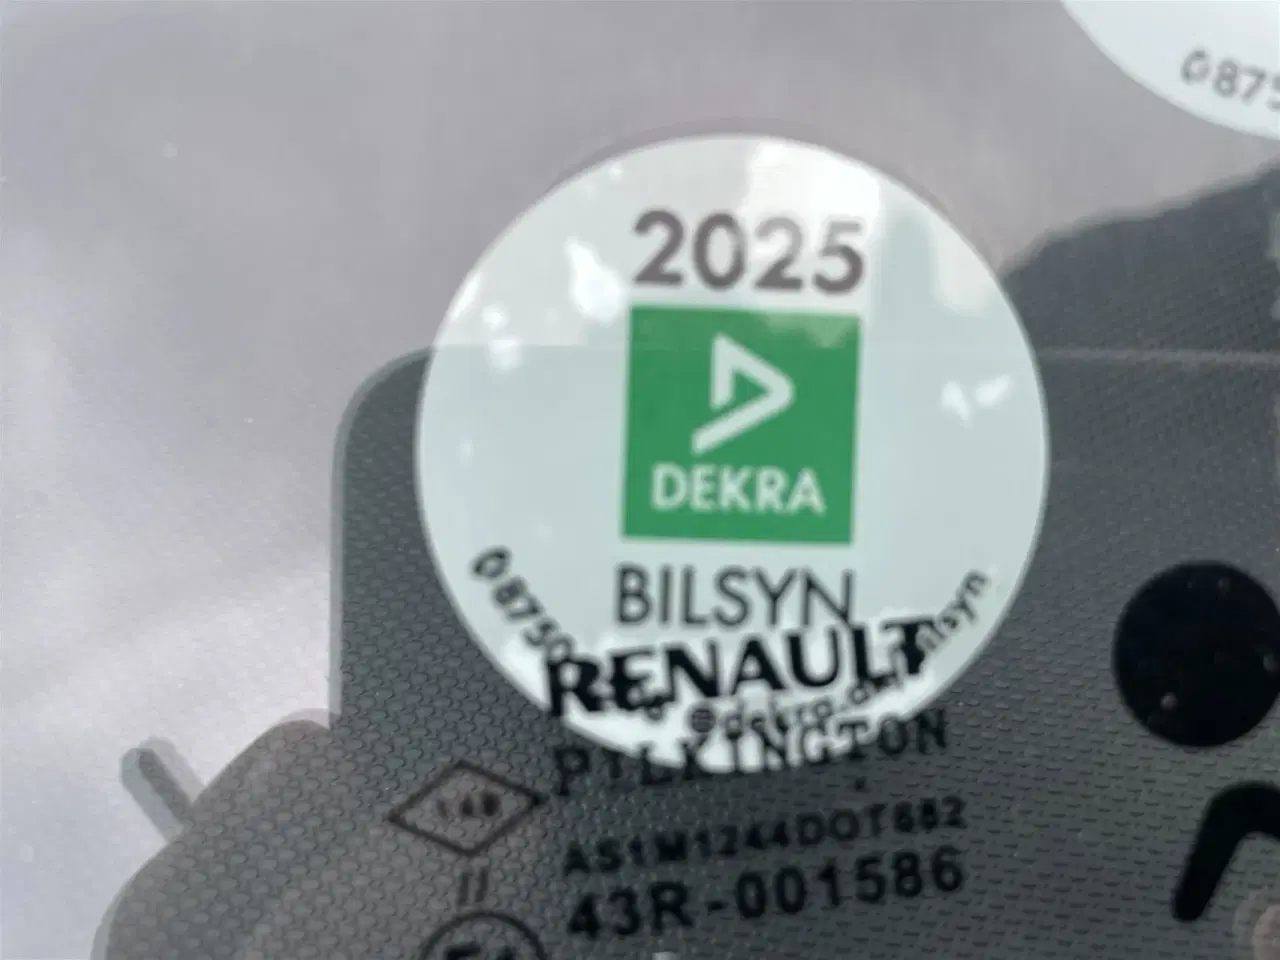 2025
DEKRA
BILSYN
RENAULT
PILKINGTON
AS1M1244DOT682
43R-001586